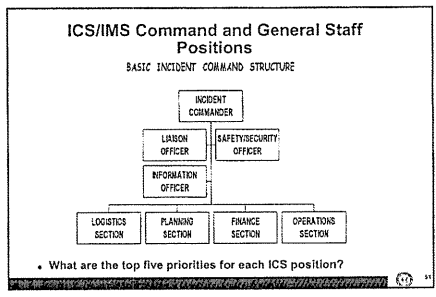 ICS/IMS Command and General Staff
Positions
BASIC INCIDENT COMMAND STRUCTURE
INCIDENT
COMMANDER
LIAISON
OFFICER
SAFETY/SECURITY
OFFICER
INFORMATION
OFFICER
LOGISTICS
SECTION
PLANNING
SECTION
FINANCE
SECTION
OPERATIONS
SECTION
• What are the top five priorities for each ICS position?